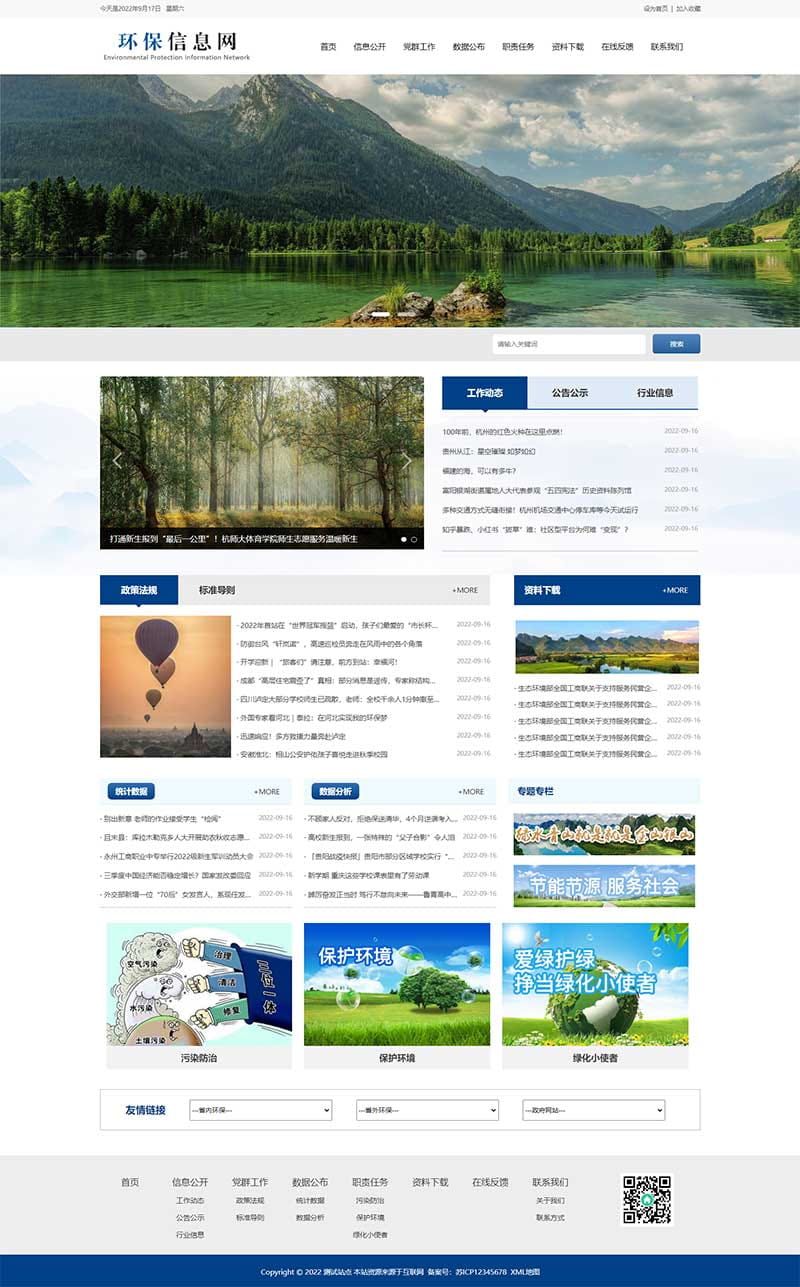 今天是2022年9月17日 星期六
设为首页 | 加入收藏
环保信息网
Environmental Protection Information Network
首页 信息公开 党群工作 数据公布 职责任务 资料下载 在线反馈 联系我们
请输入关键词
搜索
打通新生报到“最后一公里”！杭师大体育学院师生志愿服务温暖新生
工作动态 公告公示 行业信息
100年前，杭州的红色火种在这里点燃！ 2022-09-16
贵州从江：星空璀璨 如梦如幻 2022-09-16
福建的海，可以有多牛？ 2022-09-16
富阳银湖街道属地人大代表参观“五四宪法”历史资料陈列馆 2022-09-16
多种交通方式无缝衔接！杭州机场交通中心停车库等今天试运行 2022-09-16
知乎暴跌、小红书“拔草”难：社区型平台为何难“变现”？ 2022-09-16
政策法规 标准导则 +MORE
· 2022年首站在“世界冠军摇篮”启动，孩子们最爱的“市长杯... 2022-09-16
· 防御台风“轩岚诺”，高速巡检员奔走在风雨中的各个角落 2022-09-16
· 开学迎新 | “旅客们”请注意，前方到站：幸福河！ 2022-09-16
· 成都“高层住宅震歪了”真相：部分消息是谣传，专家称结构... 2022-09-16
· 四川泸定大部分学校师生已疏散，老师：全校千余人1分钟撤至... 2022-09-16
· 外国专家看河北 | 泰拉：在河北实现我的环保梦 2022-09-16
· 迅速响应！多方救援力量奔赴泸定 2022-09-16
· 安徽淮北：相山公安护佑孩子喜悦走进秋季校园 2022-09-16
资料下载 +MORE
· 生态环境部全国工商联关于支持服务民营企... 2022-09-16
· 生态环境部全国工商联关于支持服务民营企... 2022-09-16
· 生态环境部全国工商联关于支持服务民营企... 2022-09-16
· 生态环境部全国工商联关于支持服务民营企... 2022-09-16
· 生态环境部全国工商联关于支持服务民营企... 2022-09-16
统计数据 +MORE
· 别出新意 老师的作业接受学生“检阅” 2022-09-16
· 且末县：库拉木勒克乡人大开展助农秋收志愿... 2022-09-16
· 永州工商职业中专举行2022级新生军训动员大会 2022-09-16
· 三季度中国经济能否稳定增长？国家发改委回应 2022-09-16
· 外交部新增一位“70后”女发言人，系现任发... 2022-09-16
数据分析 +MORE
· 不顾家人反对，拒绝保送清华，4个月逆袭考入... 2022-09-16
· 高校新生报到，一张特殊的“父子合影”令人泪 2022-09-16
· 「贵阳战疫快报」贵阳市部分区域学校实行“... 2022-09-16
· 新学期 重庆这些学校课表里有了劳动课 2022-09-16
· 踔厉奋发正当时 笃行不怠向未来——鲁青高中... 2022-09-16
专题专栏
绿水青山就是就是金山银山
节能节源 服务社会
空气污染
水污染
土壤污染
治理
清洁
修复
三位一体
污染防治
保护环境
保护环境
爱绿护绿
挣当绿化小使者
绿化小使者
友情链接 ---省内环保--- ---省外环保--- ---政府网站---
首页 信息公开 党群工作 数据公布 职责任务 资料下载 在线反馈 联系我们
工作动态 政策法规 统计数据 污染防治 关于我们
公告公示 标准导则 数据分析 保护环境 联系方式
行业信息 绿化小使者
Copyright © 2022 测试站点 本站资源来源于互联网 备案号：苏ICP12345678 XML地图